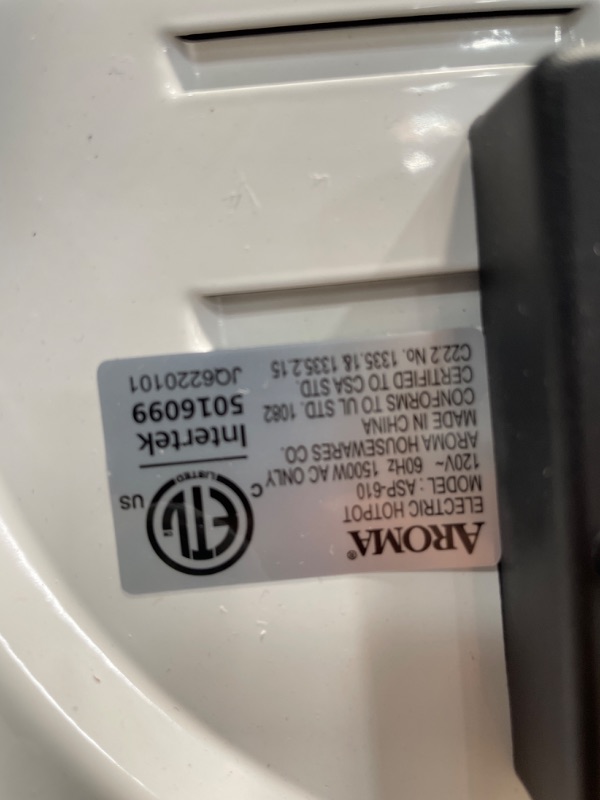 AROMA®
ELECTRIC HOTPOT
MODEL : ASP-610
120V~ 60Hz 1500W AC ONLY
AROMA HOUSEWARES CO.
MADE IN CHINA
CONFORMS TO UL STD. 1082
CERTIFIED TO CSA STD.
C22.2 No. 1335.1& 1335.2.15
ETL
LISTED
C US
Intertek
5016099
JQ6220101